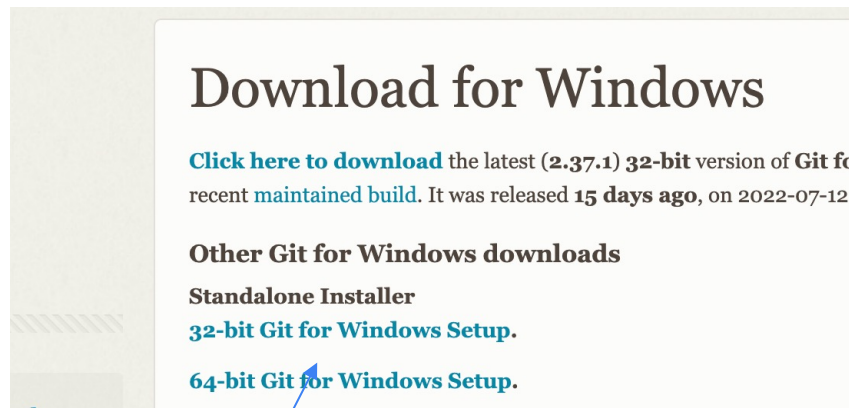 Download for Windows
Click here to download the latest (2.37.1) 32-bit version of Git
recent maintained build. It was released 15 days ago, on 2022-07-12
Other Git for Windows downloads
Standalone Installer
32-bit Git for Windows Setup.
64-bit Git for Windows Setup.